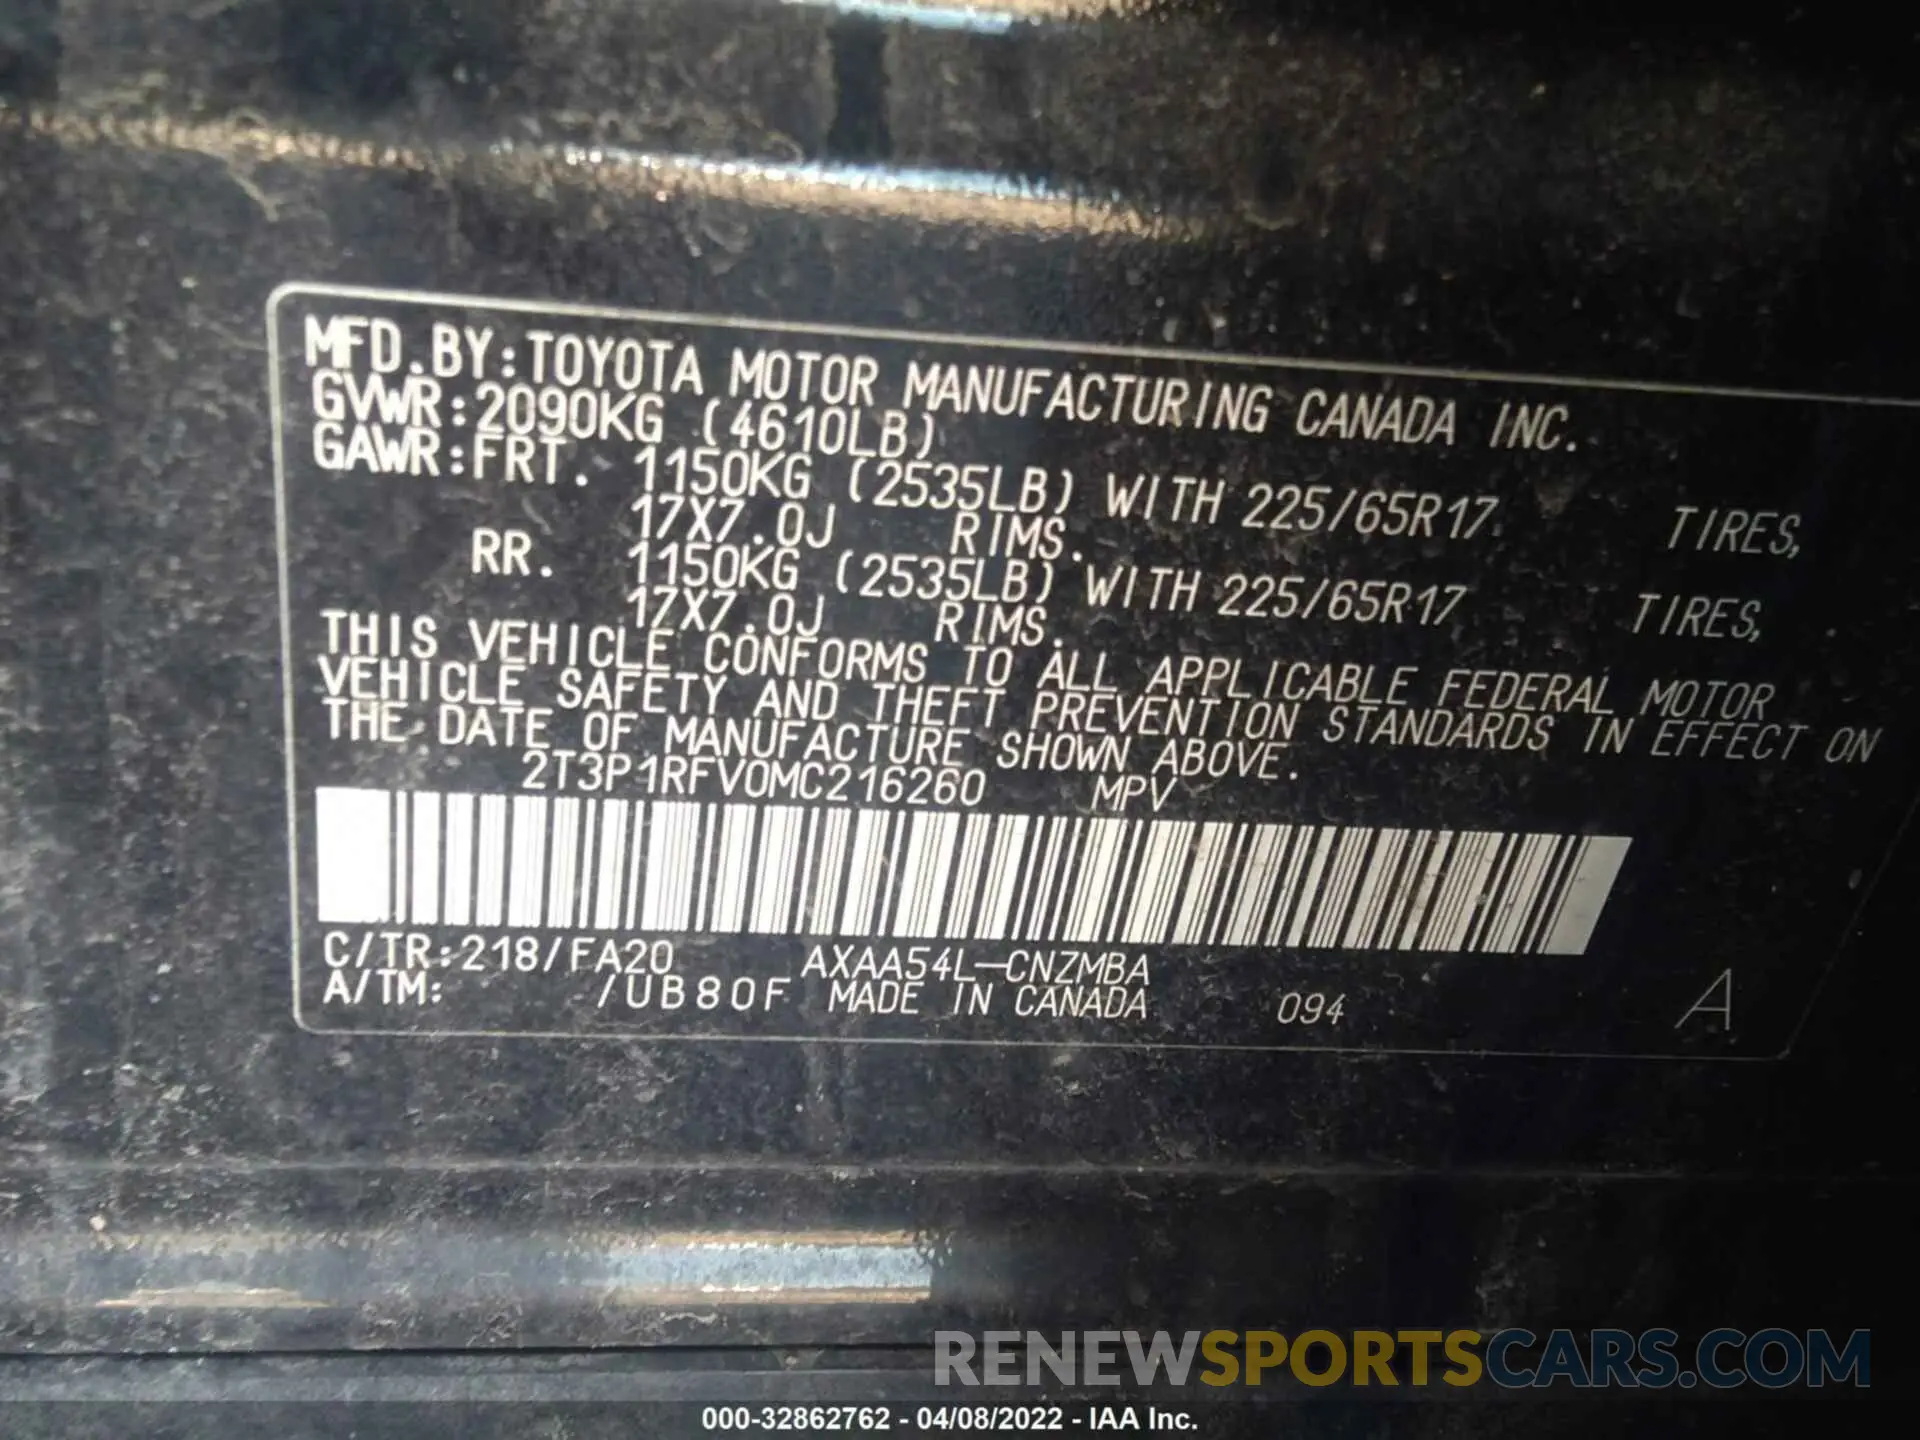 MFD.BY:TOYOTA MOTOR MANUFACTURING CANADA INC.
GVWR:2090KG (4610LB)
GAWR:FRT. 1150KG (2535LB) WITH 225/65R17 TIRES,
17X7.0J RIMS.
RR. 1150KG (2535LB) WITH 225/65R17 TIRES,
17X7.0J RIMS.
THIS VEHICLE CONFORMS TO ALL APPLICABLE FEDERAL MOTOR
VEHICLE SAFETY AND THEFT PREVENTION STANDARDS IN EFFECT ON
THE DATE OF MANUFACTURE SHOWN ABOVE.
2T3P1RFV0MC216260 MPV
C/TR:218/FA20 AXAA54L-CNZMBA
A/TM: /UB80F MADE IN CANADA 094 A
RENEWSPORTSCARS.COM
000-32862762 - 04/08/2022 - IAA Inc.